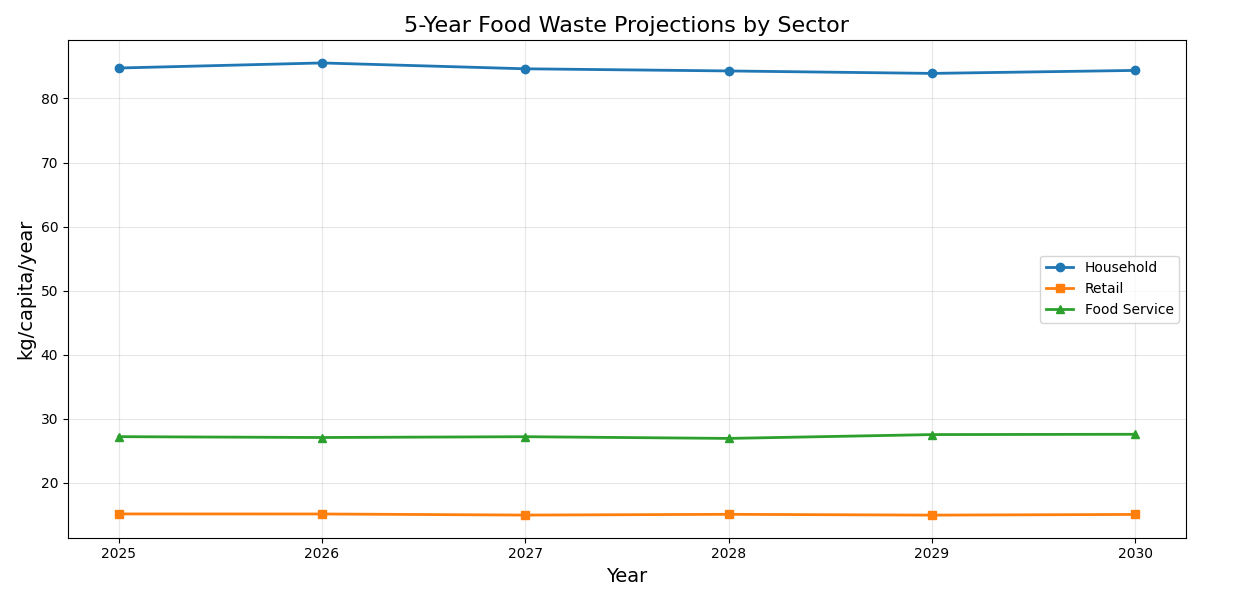 5-Year Food Waste Projections by Sector
kg/capita/year
80
70
60
50
40
30
20
Household
Retail
Food Service
2025 2026 2027 2028 2029 2030
Year